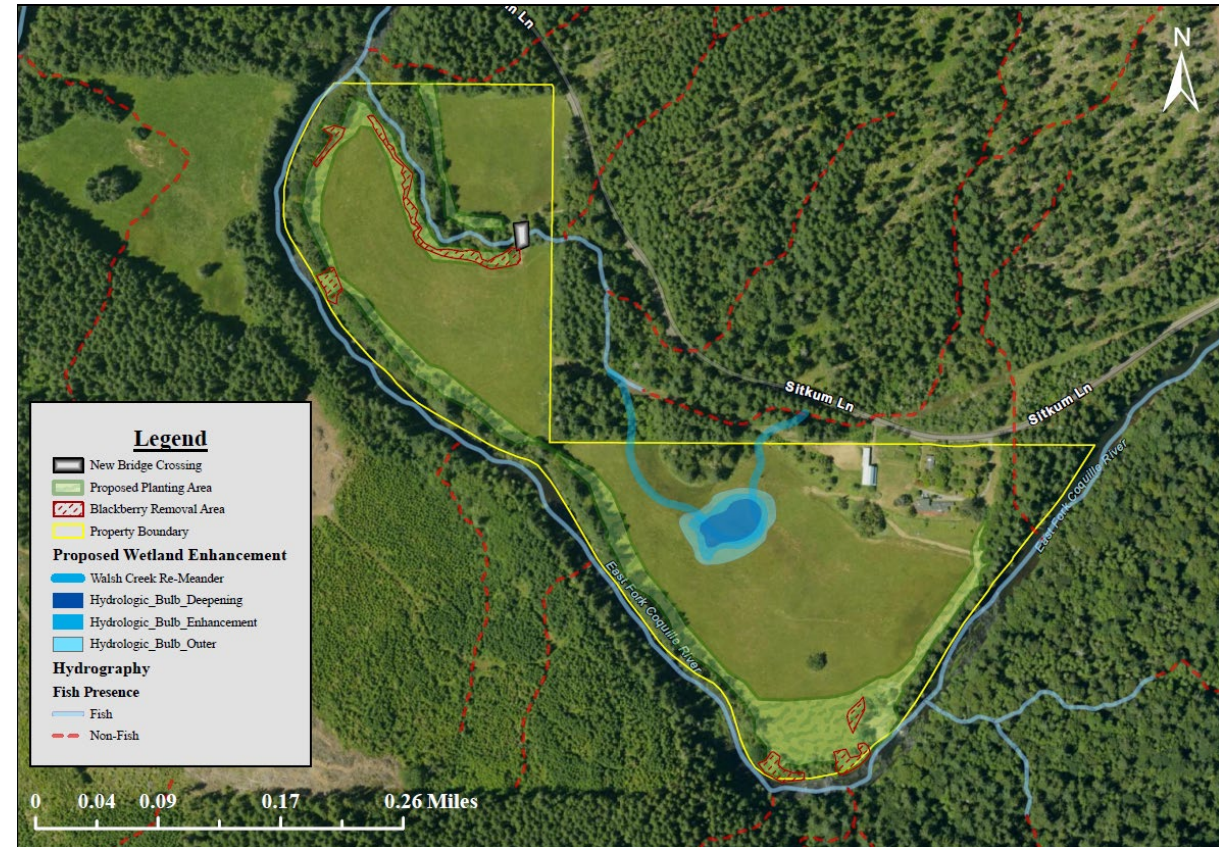 m Ln
N
Sitkum Ln
Sitkum Ln
East Fork Coquille River
East Fork Coquille River
Legend
New Bridge Crossing
Proposed Planting Area
Blackberry Removal Area
Property Boundary
Proposed Wetland Enhancement
Walsh Creek Re-Meander
Hydrologic_Bulb_Deepening
Hydrologic_Bulb_Enhancement
Hydrologic_Bulb_Outer
Hydrography
Fish Presence
Fish
Non-Fish
0 0.04 0.09 0.17 0.26 Miles